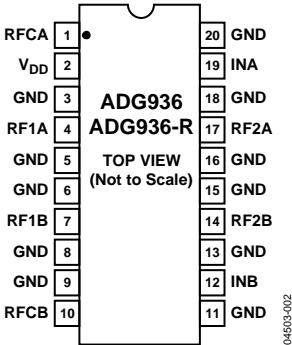 RFCA 1 20 GND
VDD 2 19 INA
GND 3 18 GND
ADG936
RF1A 4 17 RF2A
ADG936-R
GND 5 16 GND
TOP VIEW
(Not to Scale)
GND 6 15 GND
RF1B 7 14 RF2B
GND 8 13 GND
GND 9 12 INB
RFCB 10 11 GND
04503-002